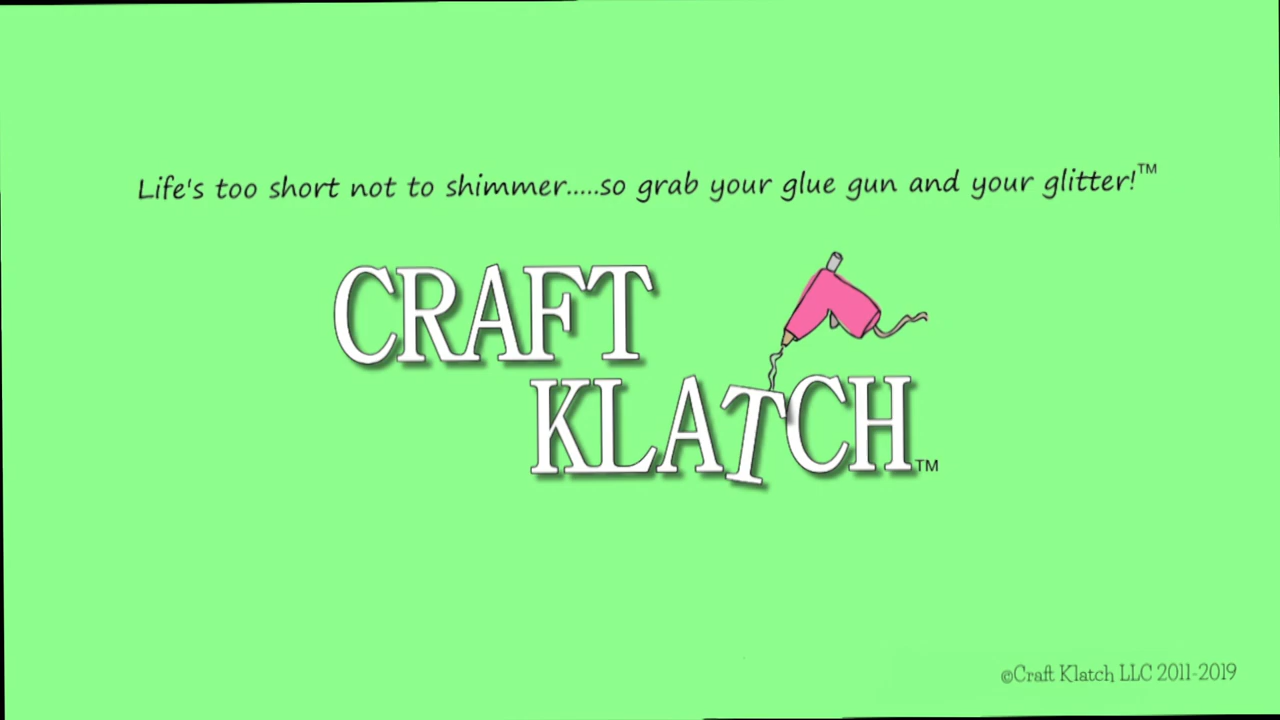 Life's too short not to shimmer.....so grab your glue gun and your glitter!™
CRAFT
KLATCH™
©Craft Klatch LLC 2011-2019